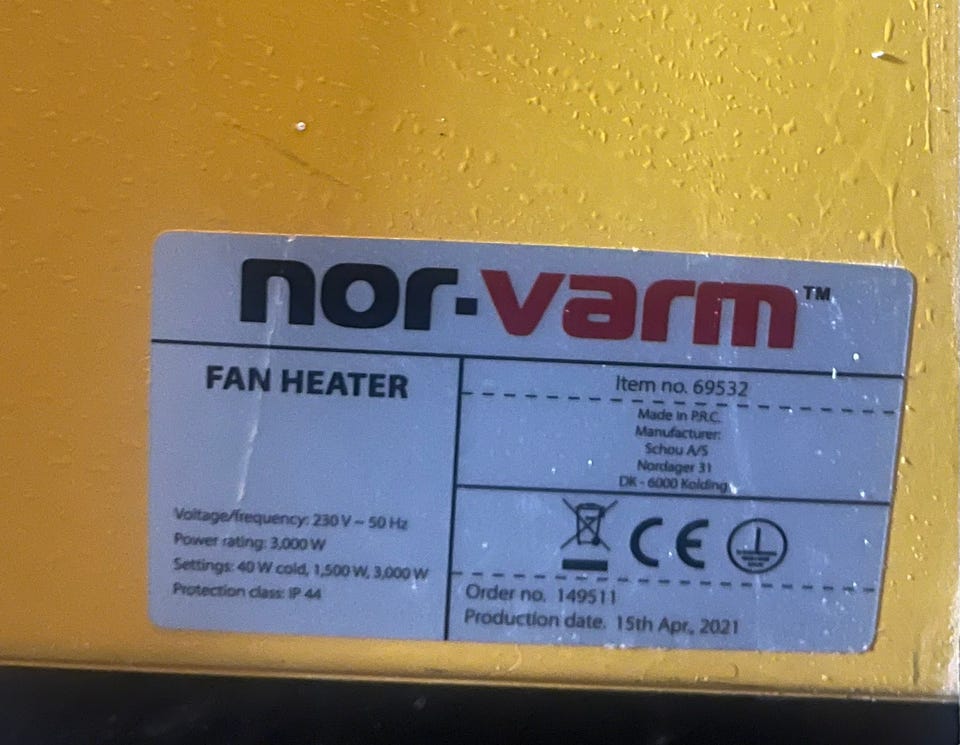 nor-varm™
FAN HEATER
Voltage/frequency: 230 V ~ 50 Hz
Power rating: 3,000 W
Settings: 40 W cold, 1,500 W, 3,000 W
Protection class: IP 44
Item no. 69532
Made in P.R.C.
Manufacturer:
Schou A/S
Nordager 31
DK - 6000 Kolding
CE
Order no. 149511
Production date. 15th Apr., 2021